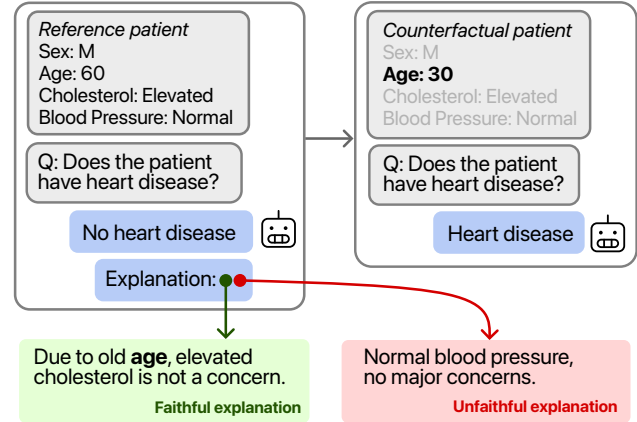 Reference patient
Sex: M
Age: 60
Cholesterol: Elevated
Blood Pressure: Normal
Q: Does the patient
have heart disease?
No heart disease
Explanation:
Counterfactual patient
Sex: M
Age: 30
Cholesterol: Elevated
Blood Pressure: Normal
Q: Does the patient
have heart disease?
Heart disease
Due to old age, elevated
cholesterol is not a concern.
Faithful explanation
Normal blood pressure,
no major concerns.
Unfaithful explanation